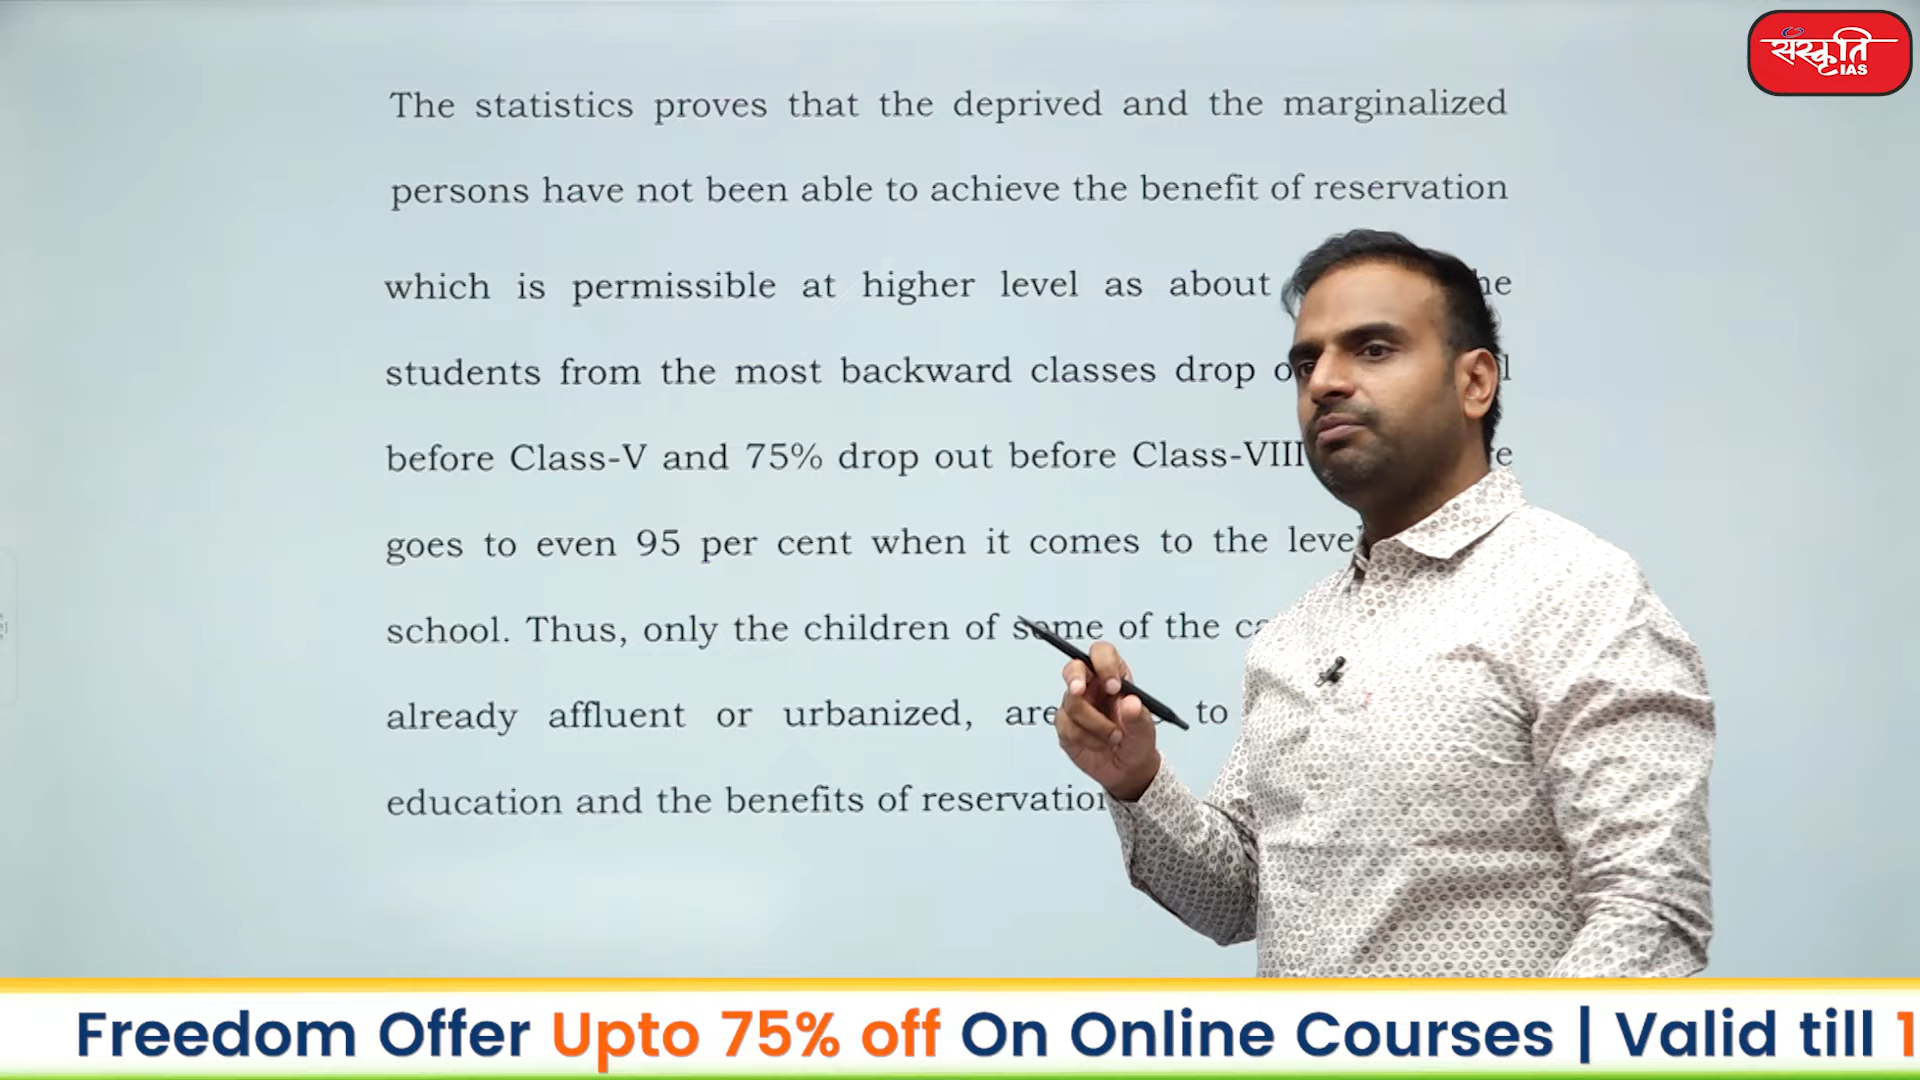 संस्कृति
IAS
The statistics proves that the deprived and the marginalized
persons have not been able to achieve the benefit of reservation
which is permissible at higher level as about
students from the most backward classes drop
before Class-V and 75% drop out before Class-VIII
goes to even 95 per cent when it comes to the level
school. Thus, only the children of some of the
already affluent or urbanized, are to
education and the benefits of reservation
Freedom Offer Upto 75% off On Online Courses | Valid till 1